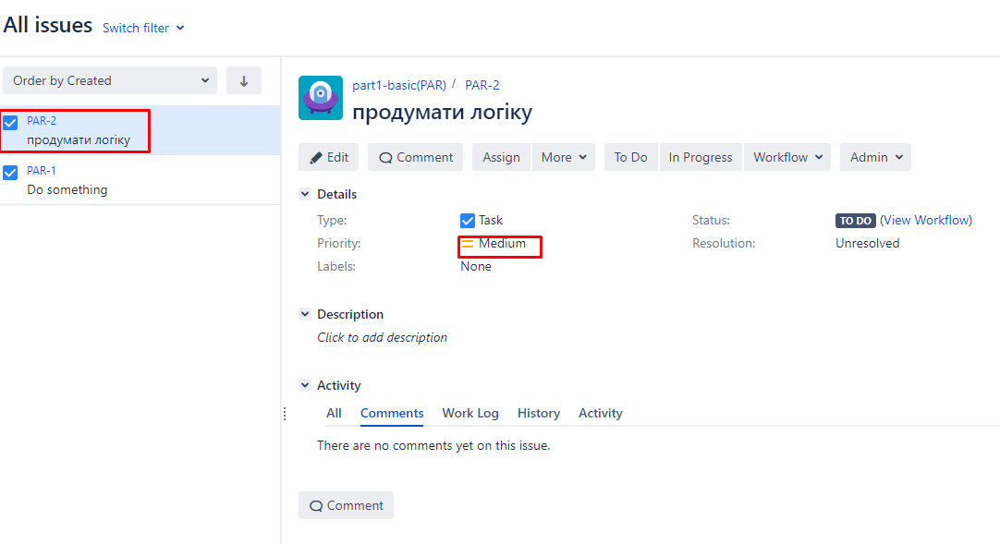 All issues Switch filter
Order by Created
PAR-2
продумати логіку
PAR-1
Do something
part1-basic(PAR) / PAR-2
продумати логіку
Edit Comment Assign More To Do In Progress Workflow Admin
Details
Type: Task Status: TO DO (View Workflow)
Priority: Medium Resolution: Unresolved
Labels: None
Description
Click to add description
Activity
All Comments Work Log History Activity
There are no comments yet on this issue.
Comment